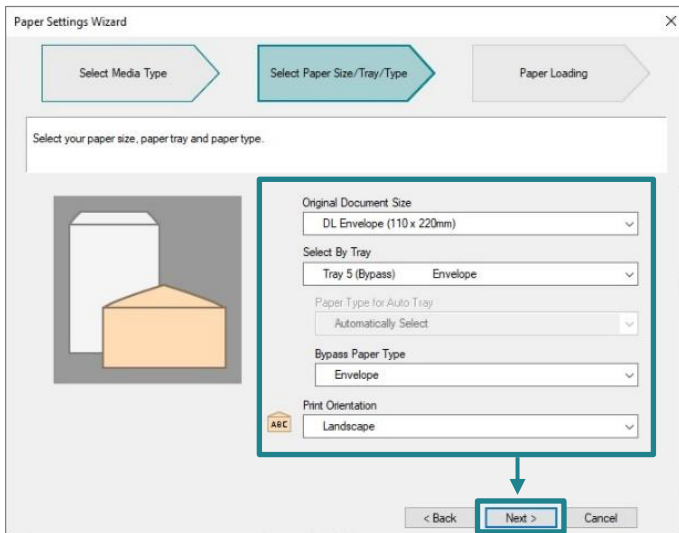 Paper Settings Wizard
Select Media Type
Select Paper Size/Tray/Type
Paper Loading
Select your paper size, paper tray and paper type.
Original Document Size
DL Envelope (110 x 220mm)
Select By Tray
Tray 5 (Bypass) Envelope
Paper Type for Auto Tray
Automatically Select
Bypass Paper Type
Envelope
Print Orientation
ABC
Landscape
< Back Next > Cancel